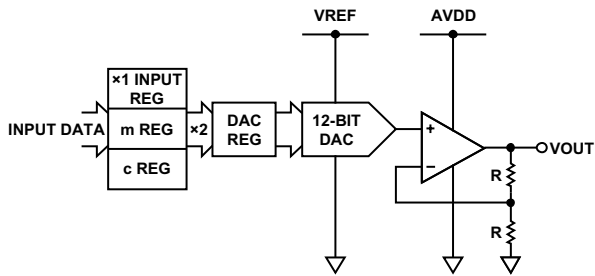 VREF
AVDD
×1 INPUT
REG
INPUT DATA
m REG
×2
DAC
REG
12-BIT
DAC
+
–
VOUT
R
c REG
R